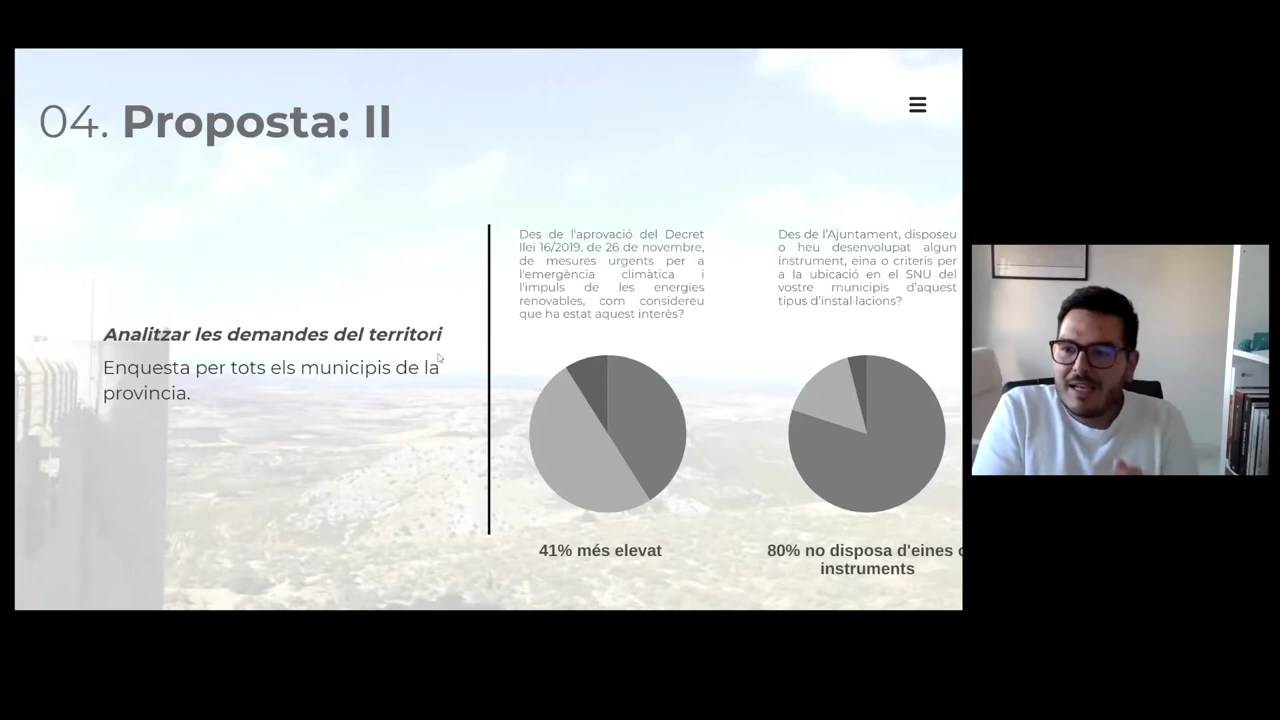 04. Proposta: II
Analitzar les demandes del territori
Enquesta per tots els municipis de la
provincia.
Des de l'aprovació del Decret
llei 16/2019, de 26 de novembre,
de mesures urgents per a
l'emergència climàtica i
l'impuls de les energies
renovables, com considereu
que ha estat aquest interès?
41% més elevat
Des de l'Ajuntament, disposeu
o heu desenvolupat algun
instrument, eina o criteris per
a la ubicació en el SNU del
vostre municipis d'aquest
tipus d'instal·lacions?
80% no disposa d'eines
instruments